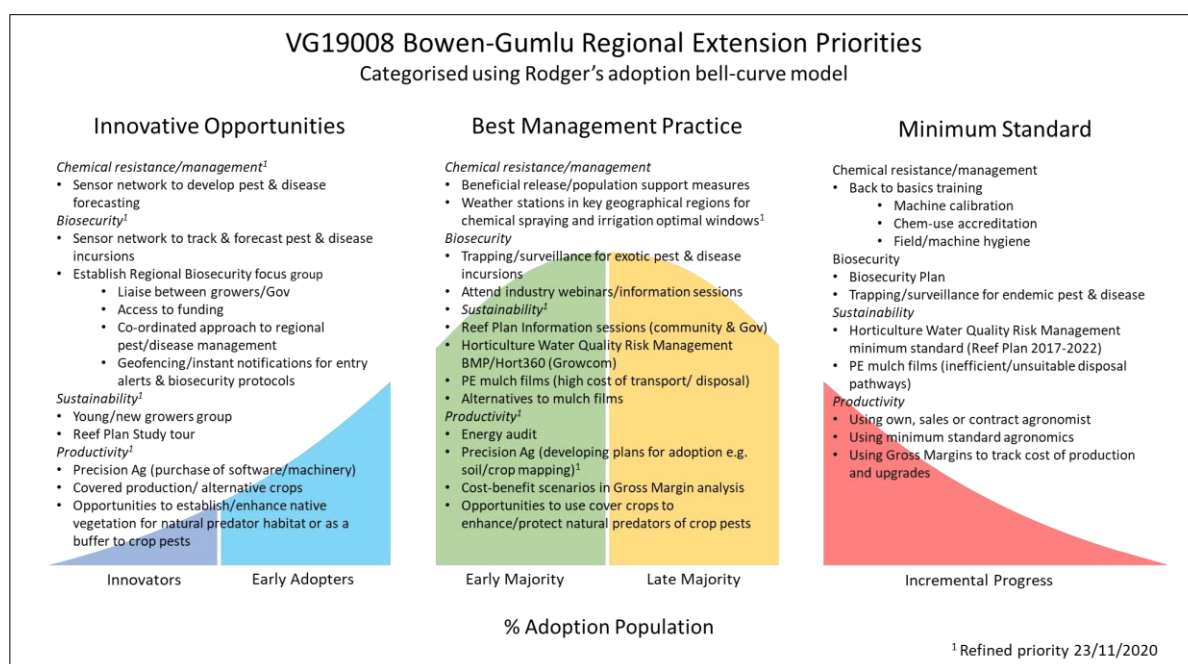 VG19008 Bowen-Gumlu Regional Extension Priorities
Categorised using Rodger's adoption bell-curve model
Innovative Opportunities
Chemical resistance/management¹
• Sensor network to develop pest & disease
forecasting
Biosecurity¹
• Sensor network to track & forecast pest & disease
incursions
• Establish Regional Biosecurity focus group
• Liaise between growers/Gov
• Access to funding
• Co-ordinated approach to regional
pest/disease management
• Geofencing/instant notifications for entry
alerts & biosecurity protocols
Sustainability¹
• Young/new growers group
• Reef Plan Study tour
Productivity¹
• Precision Ag (purchase of software/machinery)
• Covered production/ alternative crops
• Opportunities to establish/enhance native
vegetation for natural predator habitat or as a
buffer to crop pests
Innovators
Early Adopters
Best Management Practice
Chemical resistance/management
• Beneficial release/population support measures
• Weather stations in key geographical regions for
chemical spraying and irrigation optimal windows¹
Biosecurity
• Trapping/surveillance for exotic pest & disease
incursions
• Attend industry webinars/information sessions
• Sustainability¹
• Reef Plan Information sessions (community & Gov)
• Horticulture Water Quality Risk Management
BMP/Hort360 (Growcom)
• PE mulch films (high cost of transport/ disposal)
• Alternatives to mulch films
Productivity¹
• Energy audit
• Precision Ag (developing plans for adoption e.g.
soil/crop mapping)¹
• Cost-benefit scenarios in Gross Margin analysis
• Opportunities to use cover crops to
enhance/protect natural predators of crop pests
Early Majority
Late Majority
Minimum Standard
Chemical resistance/management
• Back to basics training
• Machine calibration
• Chem-use accreditation
• Field/machine hygiene
Biosecurity
• Biosecurity Plan
• Trapping/surveillance for endemic pest & disease
Sustainability
• Horticulture Water Quality Risk Management
minimum standard (Reef Plan 2017-2022)
• PE mulch films (inefficient/unsuitable disposal
pathways)
Productivity
• Using own, sales or contract agronomist
• Using minimum standard agronomics
• Using Gross Margins to track cost of production
and upgrades
Incremental Progress
% Adoption Population
¹ Refined priority 23/11/2020